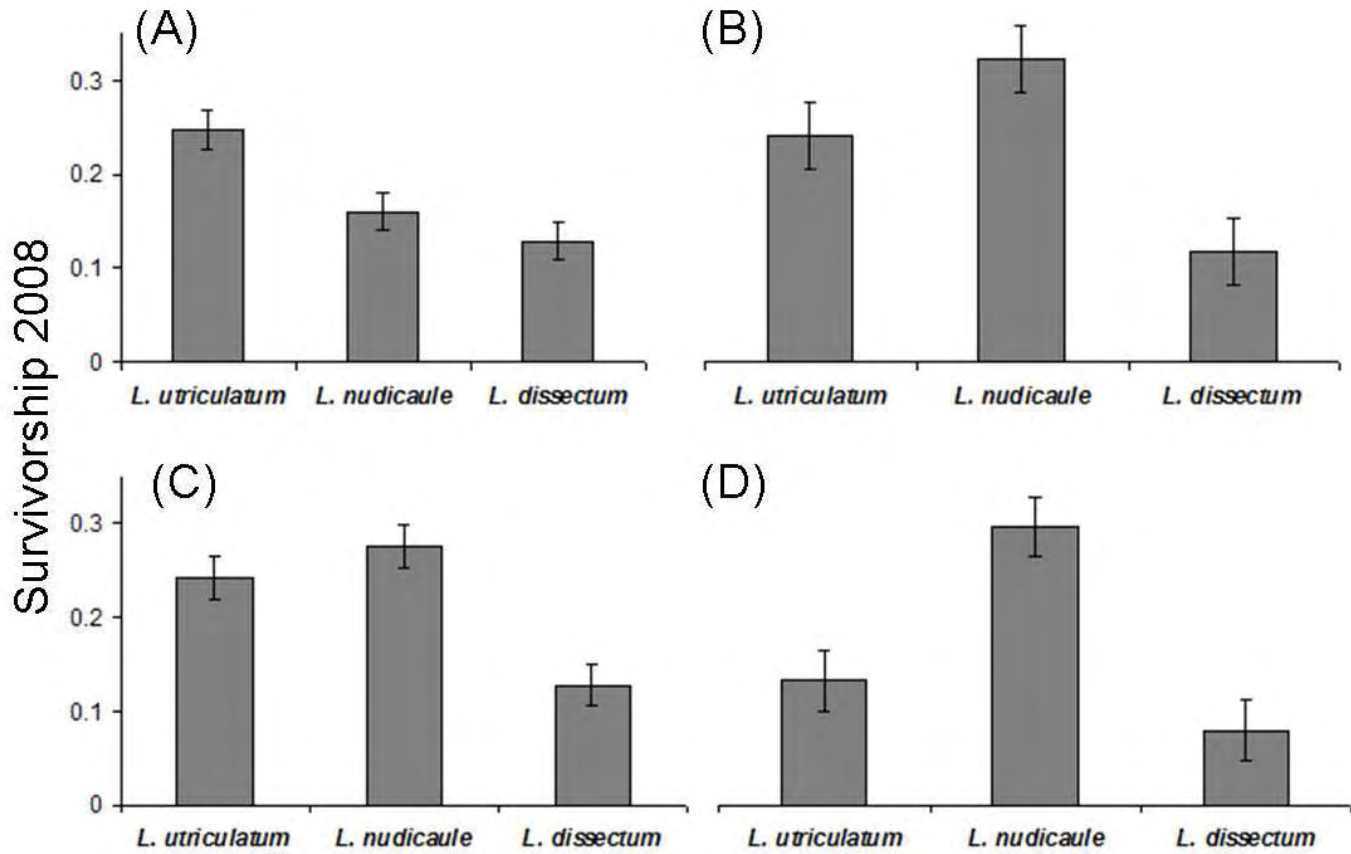 (A)
(B)
0.3
0.2
0.1
0
L. utriculatum L. nudicaule L. dissectum
L. utriculatum L. nudicaule L. dissectum
Survivorship 2008
(C)
(D)
0.3
0.2
0.1
0
L. utriculatum L. nudicaule L. dissectum
L. utriculatum L. nudicaule L. dissectum